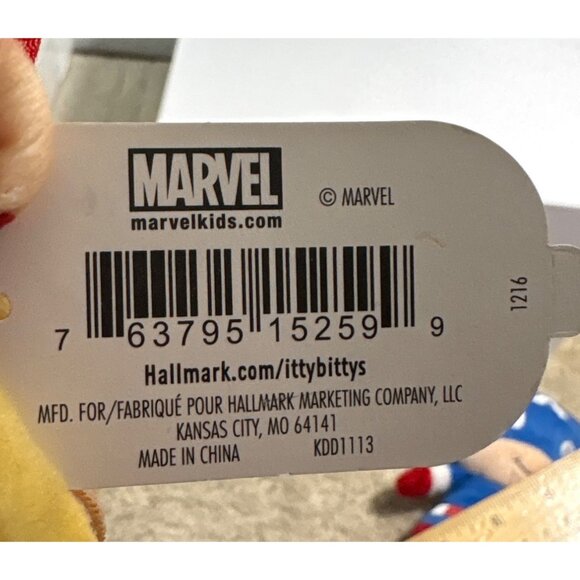 MARVEL
© MARVEL
marvelkids.com
7 63795 15259 9
1216
Hallmark.com/ittybittys
MFD. FOR/FABRIQUÉ POUR HALLMARK MARKETING COMPANY, LLC
KANSAS CITY, MO 64141
MADE IN CHINA KDD1113